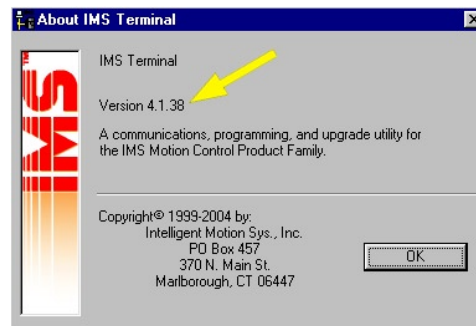 About IMS Terminal
IMS
IMS Terminal
Version 4.1.38
A communications, programming, and upgrade utility for
the IMS Motion Control Product Family.
Copyright© 1999-2004 by:
Intelligent Motion Sys., Inc.
PO Box 457
370 N. Main St.
Marlborough, CT 06447
OK